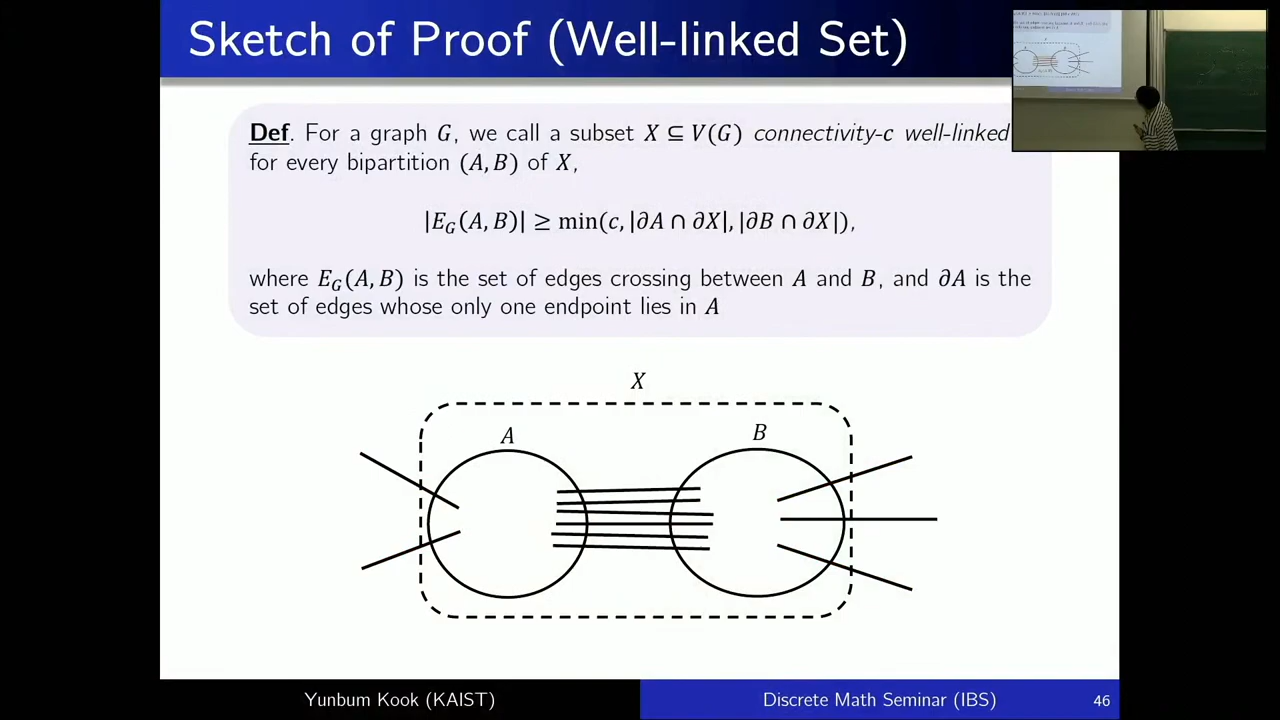 Sketch of Proof (Well-linked Set)
Def. For a graph G, we call a subset X ⊆ V(G) connectivity-c well-linked
for every bipartition (A, B) of X,
|E_G(A, B)| ≥ min(c, |∂A ∩ ∂X|, |∂B ∩ ∂X|),
where E_G(A, B) is the set of edges crossing between A and B, and ∂A is the
set of edges whose only one endpoint lies in A
X
A
B
Yunbum Kook (KAIST)
Discrete Math Seminar (IBS)
46